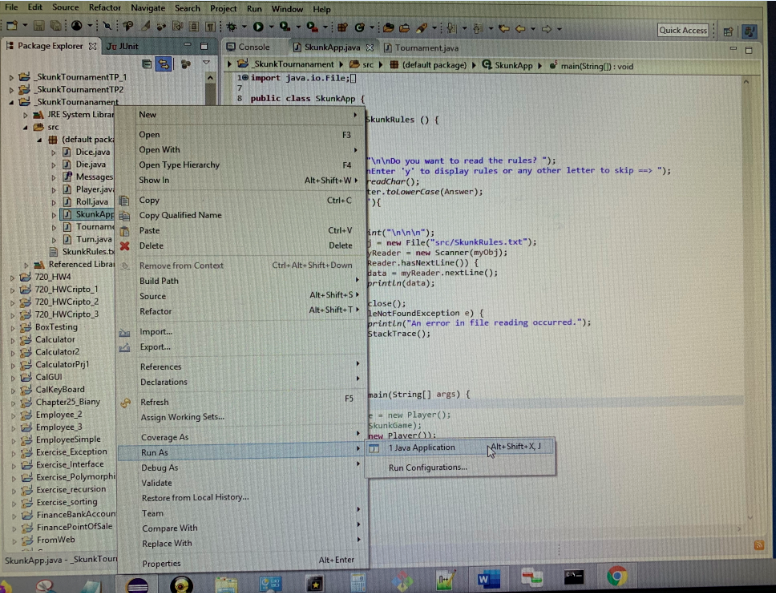 File Edit Source Refactor Navigate Search Project Run Window Help
Quick Access
Package Explorer JUnit
Console SkunkApp.java Tournament.java
_SkunkTournamentTP_1
_SkunkTournamentTP2
_SkunkTournanament
JRE System Librar
src
(default packa
Dice.java
Die.java
Messages
Player.java
Roll.java
SkunkApp
Tourname
Turn.java
SkunkRules.tx
Referenced Librar
720_HW4
720_HWCripto_1
720_HWCripto_2
720_HWCripto_3
BoxTesting
Calculator
Calculator2
CalculatorPrj1
CalGUI
CalKeyBoard
Chapter25_Biany
Employee_2
Employee_3
EmployeeSimple
Exercise_Exception
Exercise_Interface
Exercise_Polymorphi
Exercise_recursion
Exercise_sorting
FinanceBankAccoun
FinancePointOfSale
FromWeb
SkunkApp.java - _SkunkTourn
New
Open F3
Open With
Open Type Hierarchy F4
Show In Alt+Shift+W
Copy Ctrl+C
Copy Qualified Name
Paste Ctrl+V
Delete Delete
Remove from Context Ctrl+Alt+Shift+Down
Build Path
Source Alt+Shift+S
Refactor Alt+Shift+T
Import...
Export...
References
Declarations
Refresh F5
Assign Working Sets...
Coverage As
Run As
Debug As
Validate
Restore from Local History...
Team
Compare With
Replace With
Properties Alt+Enter
1 Java Application Alt+Shift+X, J
Run Configurations...
_SkunkTournanament src (default package) SkunkApp main(String[]) : void
1 import java.io.File;
7
8 public class SkunkApp {
SkunkRules () {
"\n\nDo you want to read the rules? ");
nEnter 'y' to display rules or any other letter to skip ==> ");
readChar();
ter.toLowerCase(Answer);
'){
int("\n\n\n");
j = new File("src/SkunkRules.txt");
yReader = new Scanner(myObj);
Reader.hasNextLine()) {
data = myReader.nextLine();
println(data);
close();
leNotFoundException e) {
println("An error in file reading occurred.");
StackTrace();
main(String[] args) {
e = new Player();
SkunkGame);
new Player());